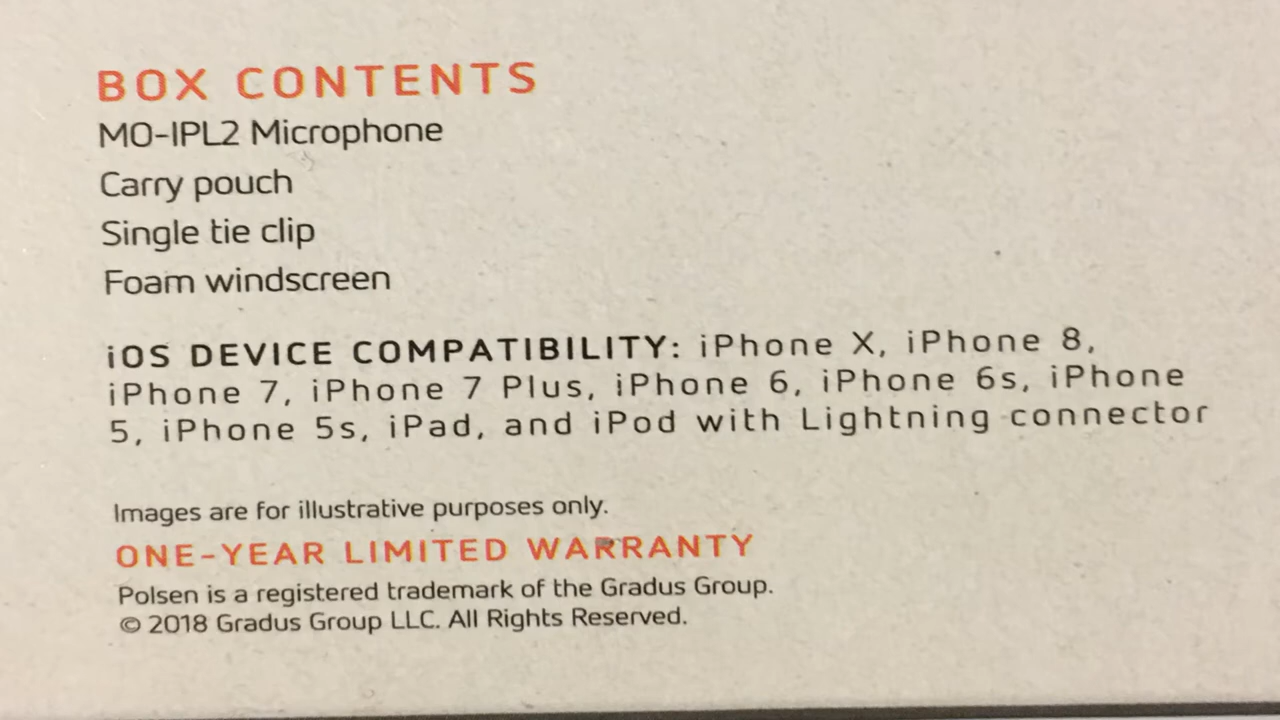 BOX CONTENTS
MO-IPL2 Microphone
Carry pouch
Single tie clip
Foam windscreen
iOS DEVICE COMPATIBILITY: iPhone X, iPhone 8,
iPhone 7, iPhone 7 Plus, iPhone 6, iPhone 6s, iPhone
5, iPhone 5s, iPad, and iPod with Lightning connector
Images are for illustrative purposes only.
ONE-YEAR LIMITED WARRANTY
Polsen is a registered trademark of the Gradus Group.
© 2018 Gradus Group LLC. All Rights Reserved.